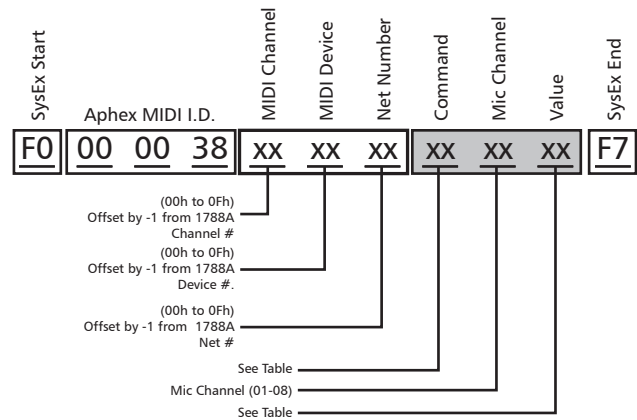 SysEx Start
Aphex MIDI I.D.
MIDI Channel
MIDI Device
Net Number
Command
Mic Channel
Value
SysEx End
F0 00 00 38 xx xx xx xx xx xx F7
(00h to 0Fh)
Offset by -1 from 1788A
Channel #
(00h to 0Fh)
Offset by -1 from 1788A
Device #.
(00h to 0Fh)
Offset by -1 from 1788A
Net #
See Table
Mic Channel (01-08)
See Table